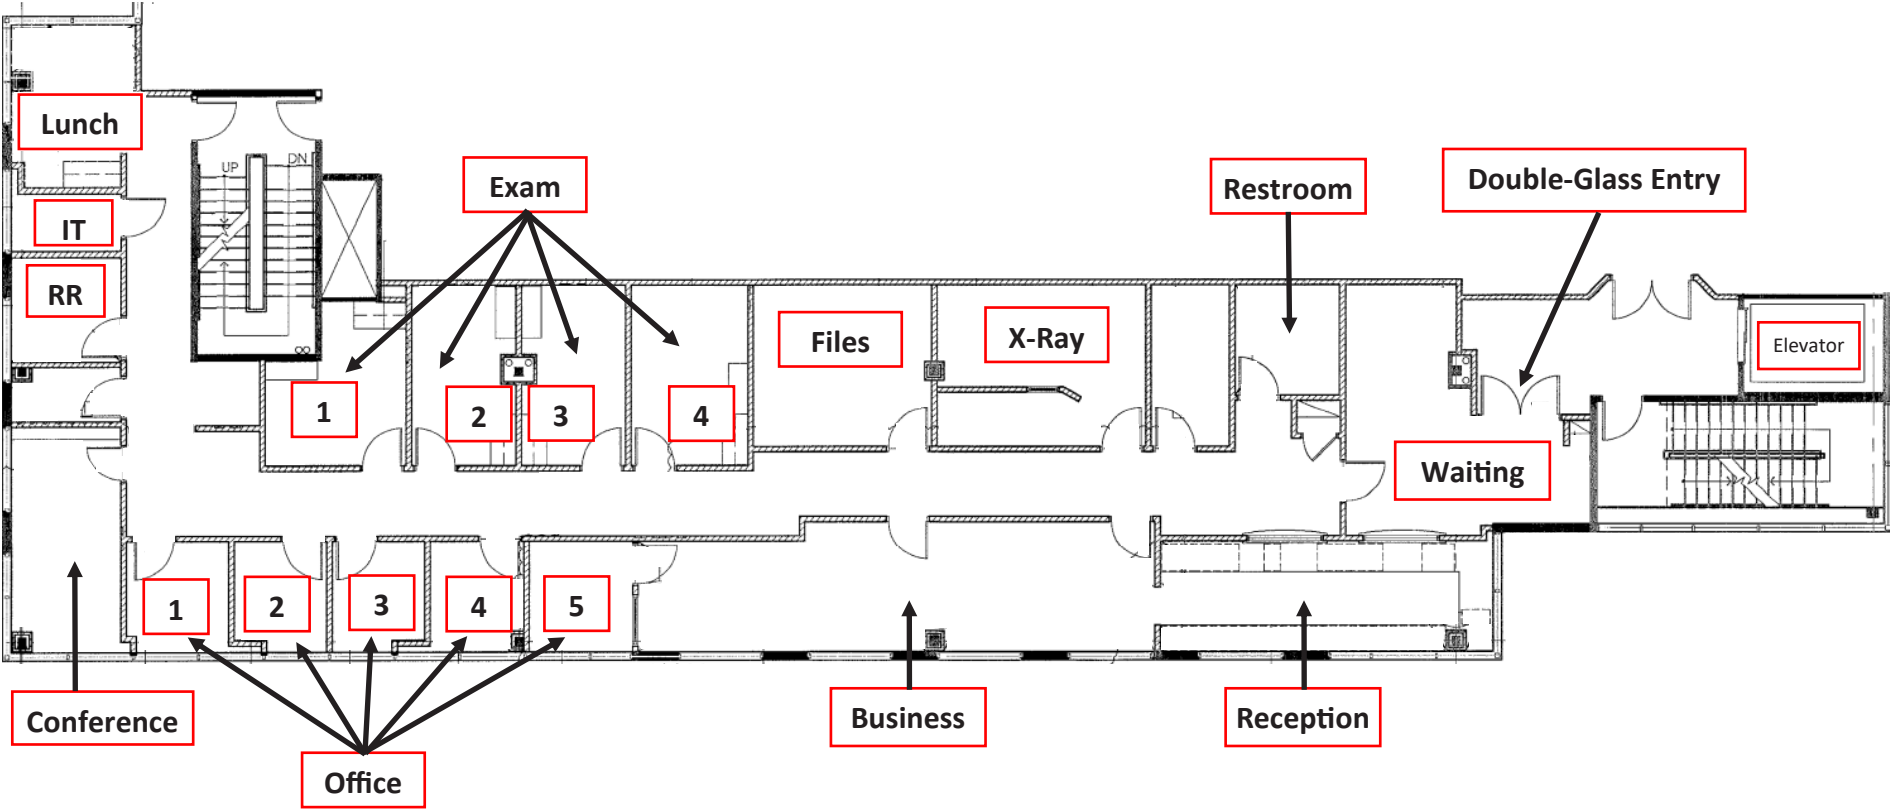 Lunch
UP
DN
IT
RR
Exam
Restroom
Double-Glass Entry
Files
X-Ray
Elevator
1
2
3
4
Waiting
1
2
3
4
5
Conference
Office
Business
Reception